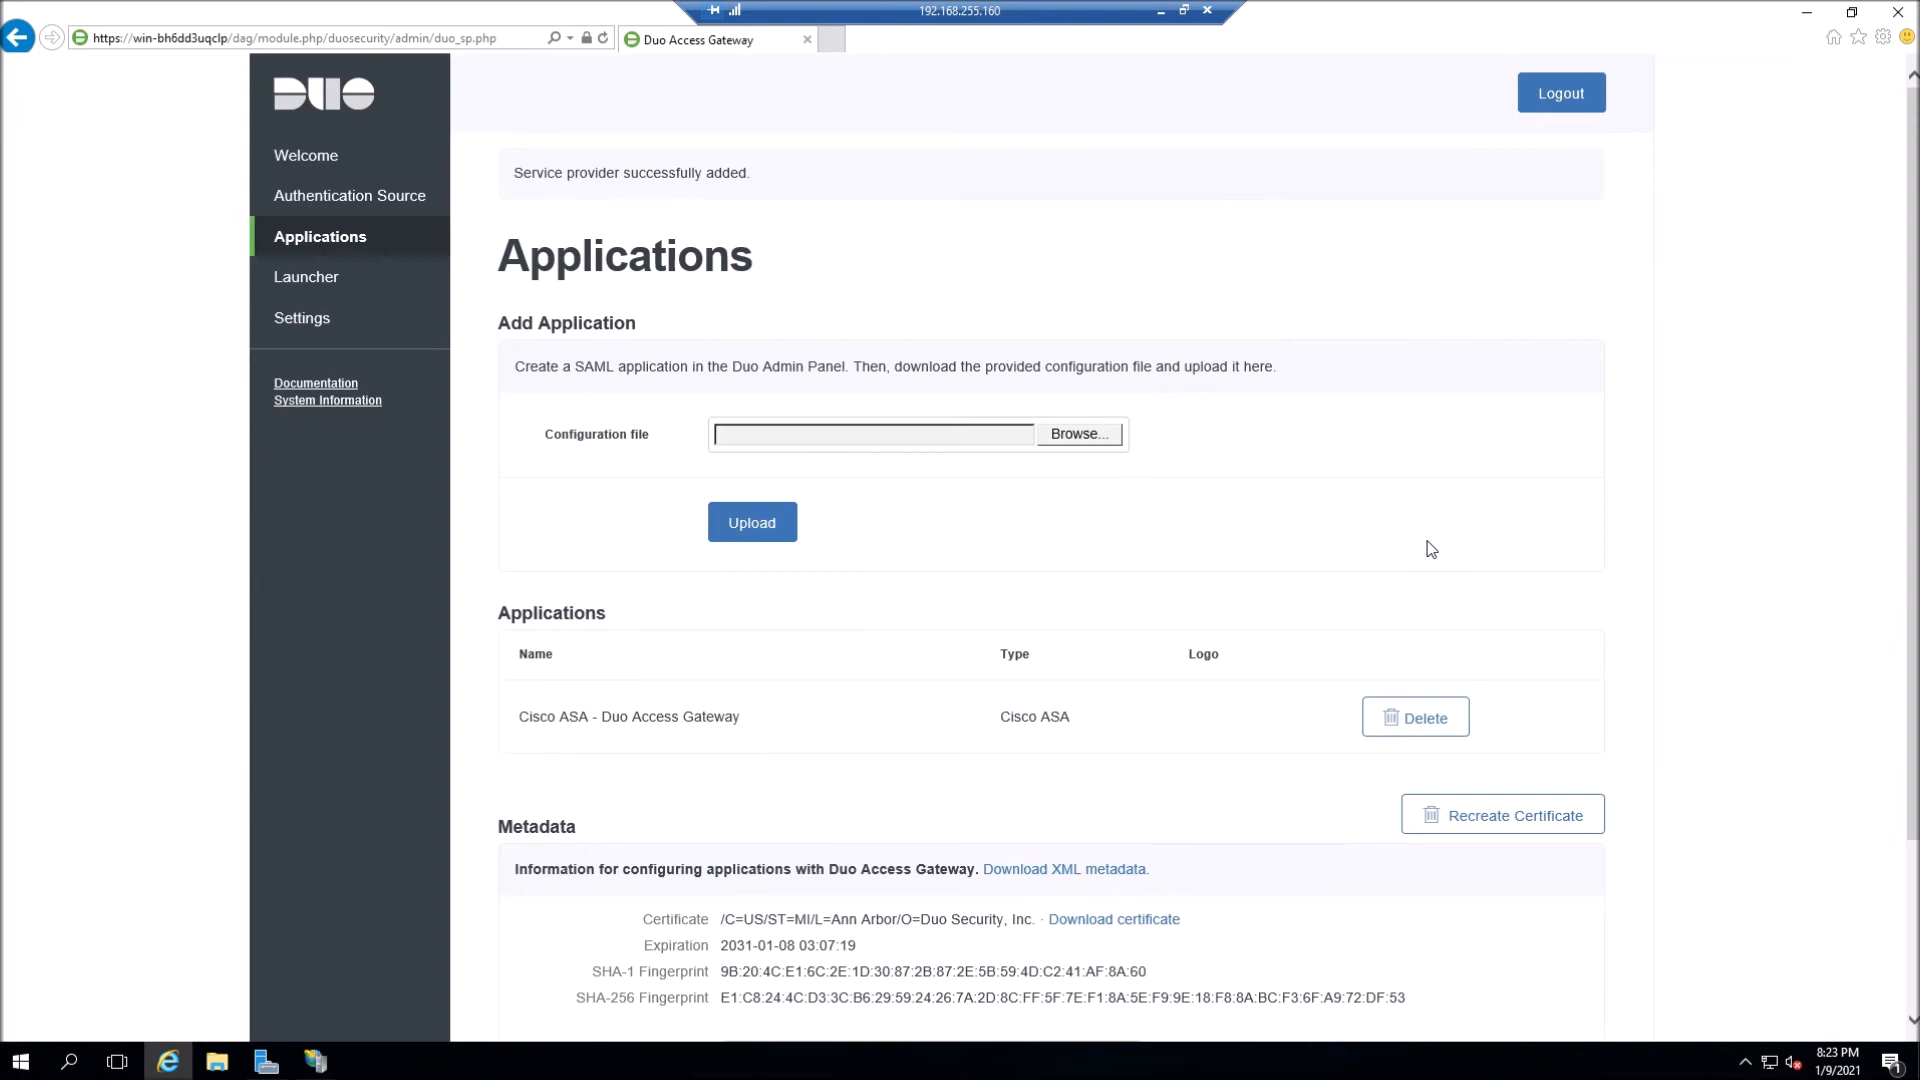 192.168.255.160
https://win-bh6dd3uqclp/dag/module.php/duosecurity/admin/duo_sp.php
Duo Access Gateway
DUO
Logout
Welcome
Authentication Source
Applications
Launcher
Settings
Documentation
System Information
Service provider successfully added.
Applications
Add Application
Create a SAML application in the Duo Admin Panel. Then, download the provided configuration file and upload it here.
Configuration file
Browse...
Upload
Applications
Name Type Logo
Cisco ASA - Duo Access Gateway Cisco ASA Delete
Recreate Certificate
Metadata
Information for configuring applications with Duo Access Gateway. Download XML metadata.
Certificate /C=US/ST=MI/L=Ann Arbor/O=Duo Security, Inc. · Download certificate
Expiration 2031-01-08 03:07:19
SHA-1 Fingerprint 9B:20:4C:E1:6C:2E:1D:30:87:2B:87:2E:5B:59:4D:C2:41:AF:8A:60
SHA-256 Fingerprint E1:C8:24:4C:D3:3C:B6:29:59:24:26:7A:2D:8C:FF:5F:7E:F1:8A:5E:F9:9E:18:F8:8A:BC:F3:6F:A9:72:DF:53
8:23 PM
1/9/2021
1